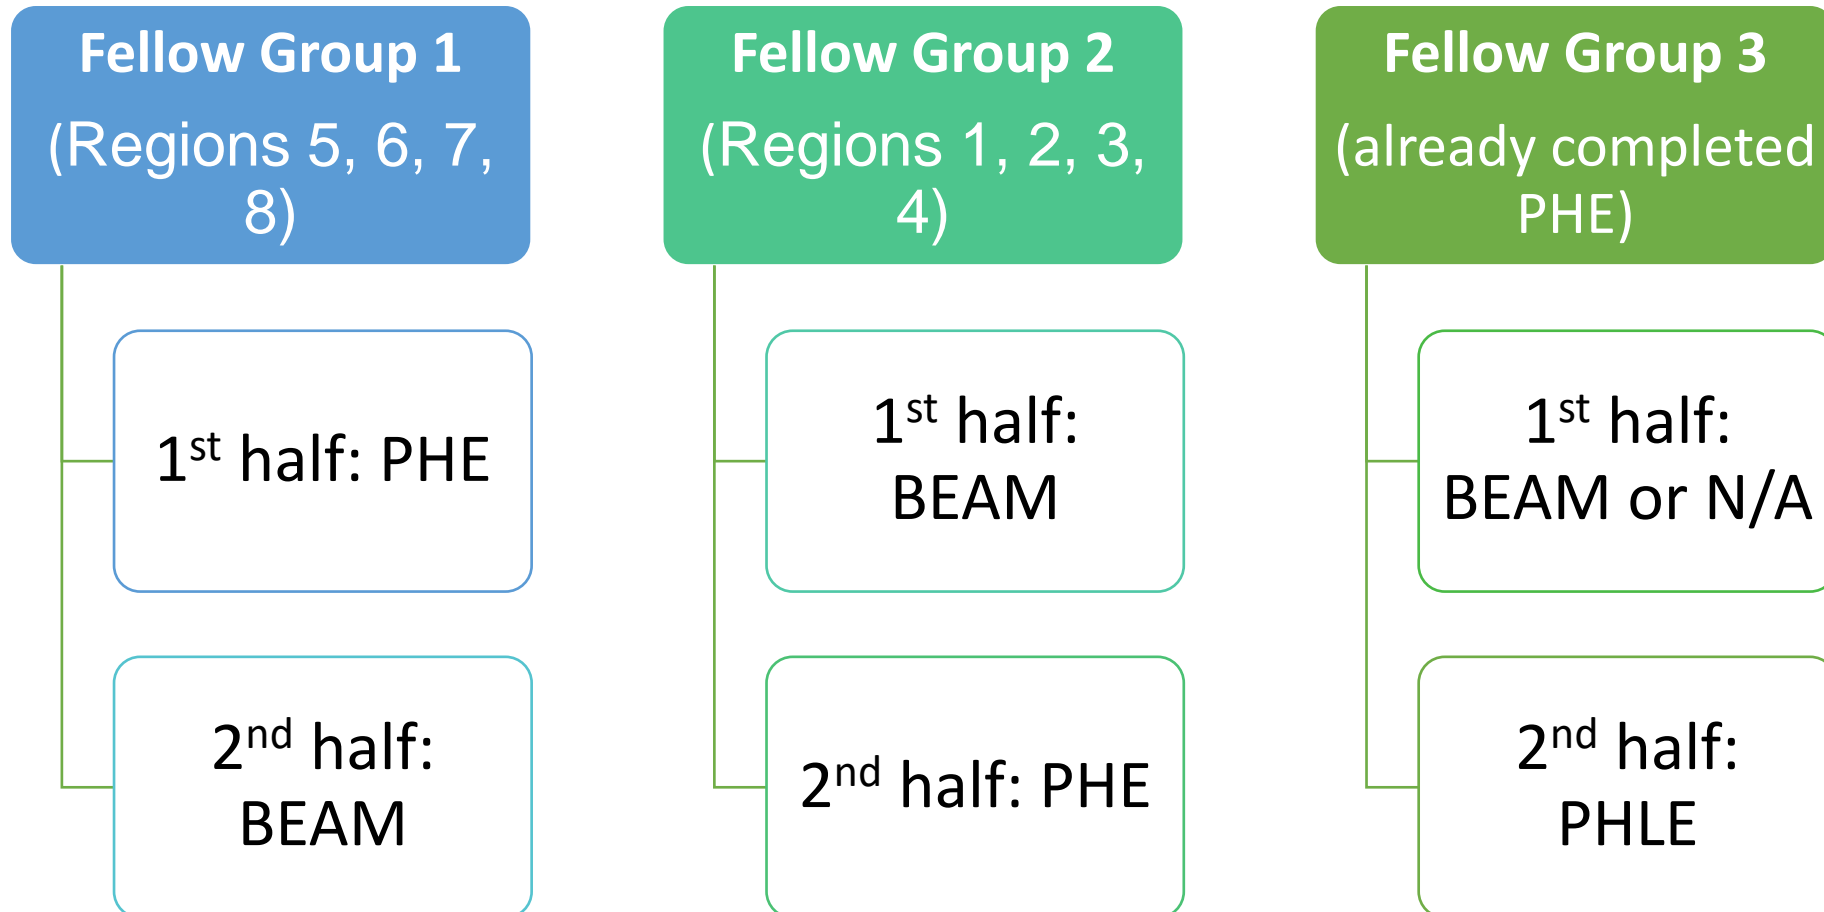 Fellow Group 1
(Regions 5, 6, 7,
8)
1st half: PHE
2nd half:
BEAM
Fellow Group 2
(Regions 1, 2, 3,
4)
1st half:
BEAM
2nd half: PHE
Fellow Group 3
(already completed
PHE)
1st half:
BEAM or N/A
2nd half:
PHLE